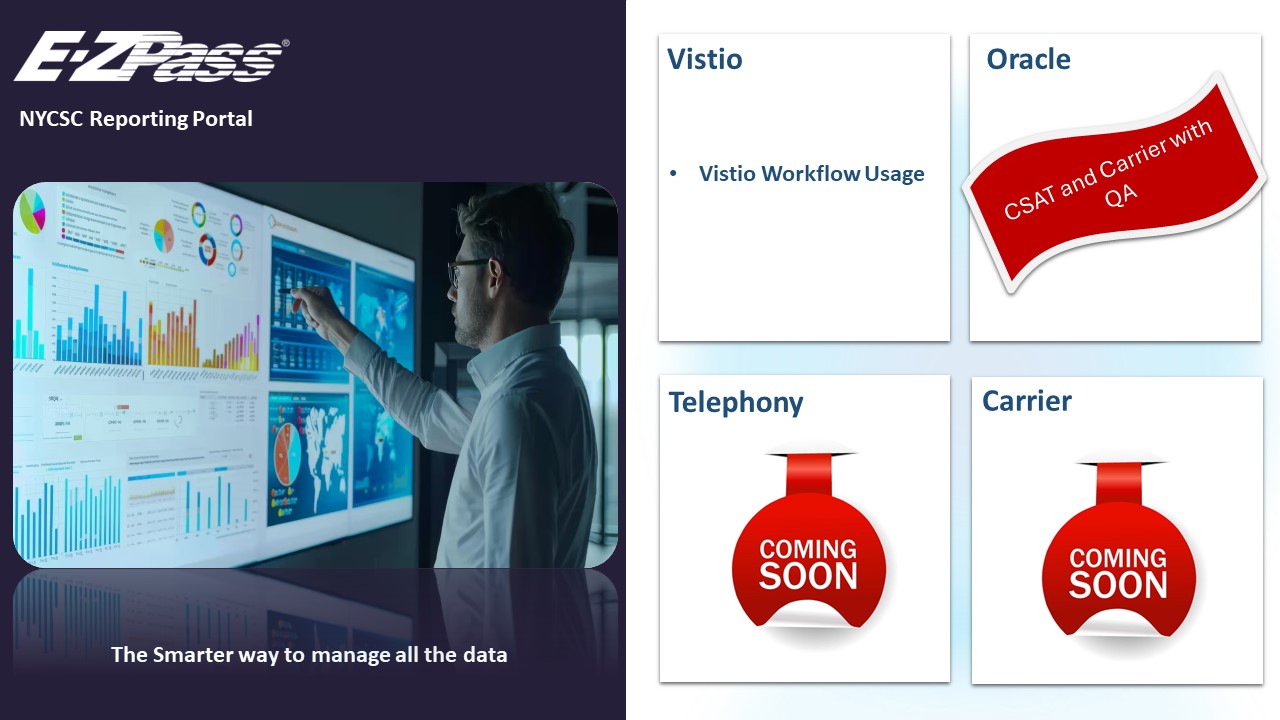 E-ZPass®
NYCSC Reporting Portal
The Smarter way to manage all the data
Vistio
• Vistio Workflow Usage
Oracle
CSAT and Carrier with
QA
Telephony
COMING
SOON
Carrier
COMING
SOON